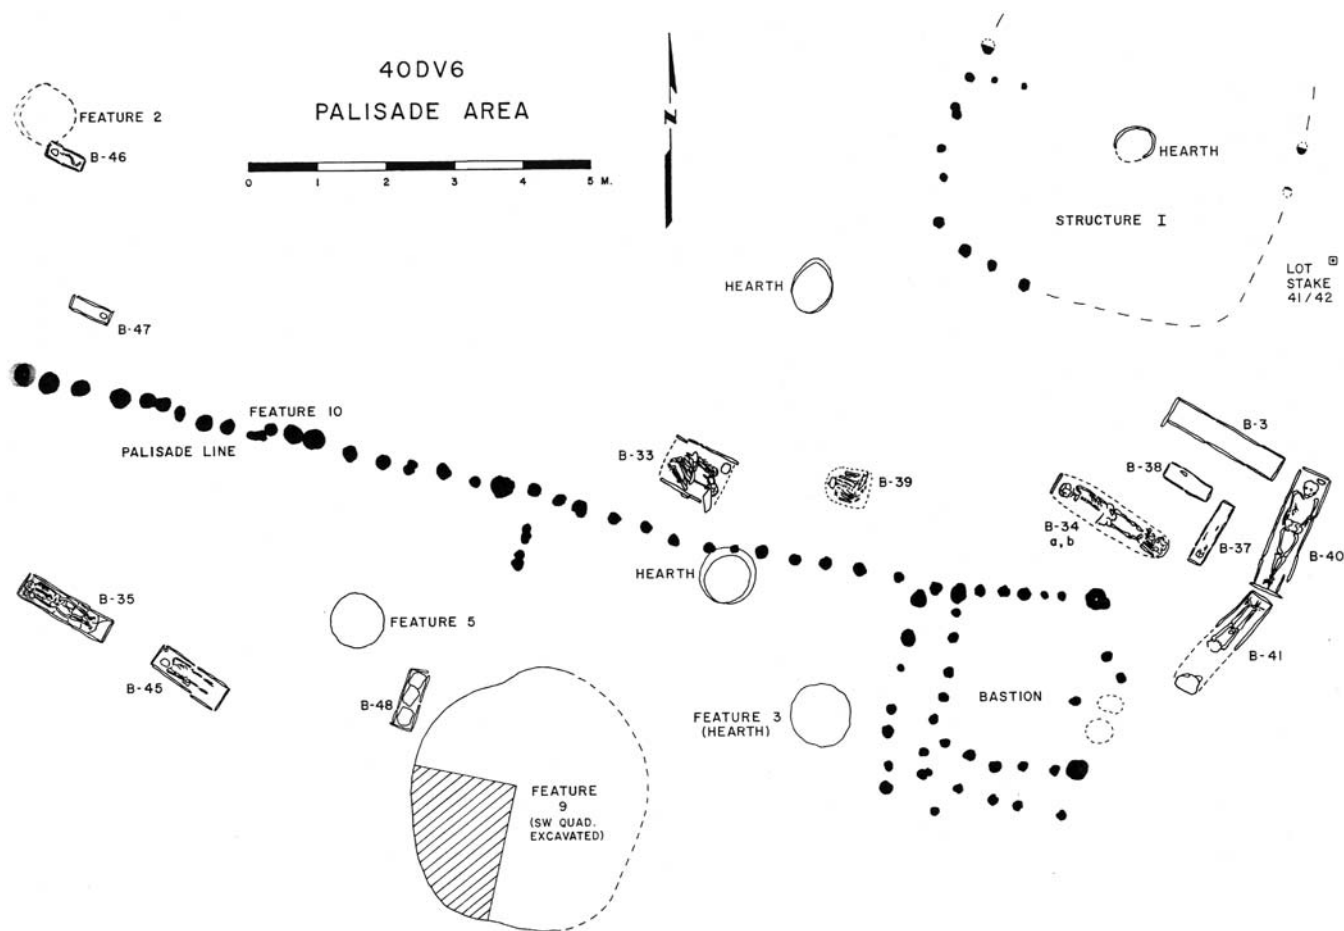 40DV6
PALISADE AREA
0 1 2 3 4 5 M.
N
FEATURE 2
B-46
HEARTH
STRUCTURE I
LOT
STAKE
41/42
HEARTH
B-47
FEATURE 10
PALISADE LINE
B-33
B-39
B-3
B-38
B-34
a,b
B-37
B-40
HEARTH
B-35
FEATURE 5
B-41
B-45
B-48
FEATURE 3
(HEARTH)
BASTION
FEATURE
9
(SW QUAD.
EXCAVATED)